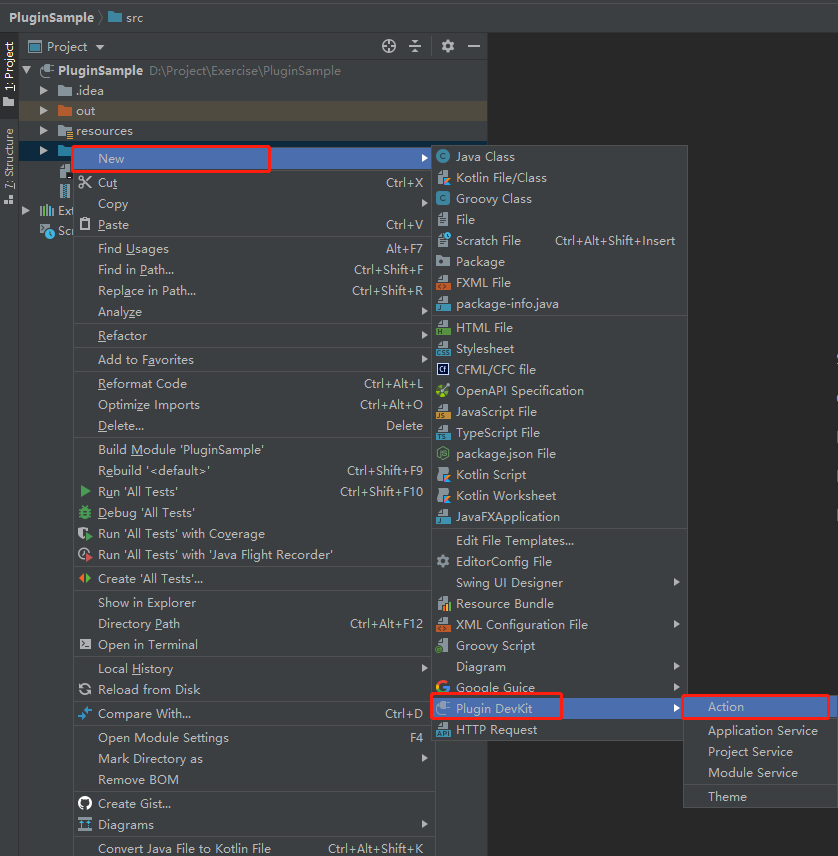 PluginSample src
Project
1: Project
7: Structure
PluginSample D:\Project\Exercise\PluginSample
.idea
out
resources
Ext
Scr
New
Cut Ctrl+X
Copy
Paste Ctrl+V
Find Usages Alt+F7
Find in Path... Ctrl+Shift+F
Replace in Path... Ctrl+Shift+R
Analyze
Refactor
Add to Favorites
Reformat Code Ctrl+Alt+L
Optimize Imports Ctrl+Alt+O
Delete... Delete
Build Module 'PluginSample'
Rebuild '<default>' Ctrl+Shift+F9
Run 'All Tests' Ctrl+Shift+F10
Debug 'All Tests'
Run 'All Tests' with Coverage
Run 'All Tests' with 'Java Flight Recorder'
Create 'All Tests'...
Show in Explorer
Directory Path Ctrl+Alt+F12
Open in Terminal
Local History
Reload from Disk
Compare With... Ctrl+D
Open Module Settings F4
Mark Directory as
Remove BOM
Create Gist...
Diagrams
Convert Java File to Kotlin File Ctrl+Alt+Shift+K
Java Class
Kotlin File/Class
Groovy Class
File
Scratch File Ctrl+Alt+Shift+Insert
Package
FXML File
package-info.java
HTML File
Stylesheet
CFML/CFC file
OpenAPI Specification
JavaScript File
TypeScript File
package.json File
Kotlin Script
Kotlin Worksheet
JavaFXApplication
Edit File Templates...
EditorConfig File
Swing UI Designer
Resource Bundle
XML Configuration File
Groovy Script
Diagram
Google Guice
Plugin DevKit
HTTP Request
Action
Application Service
Project Service
Module Service
Theme